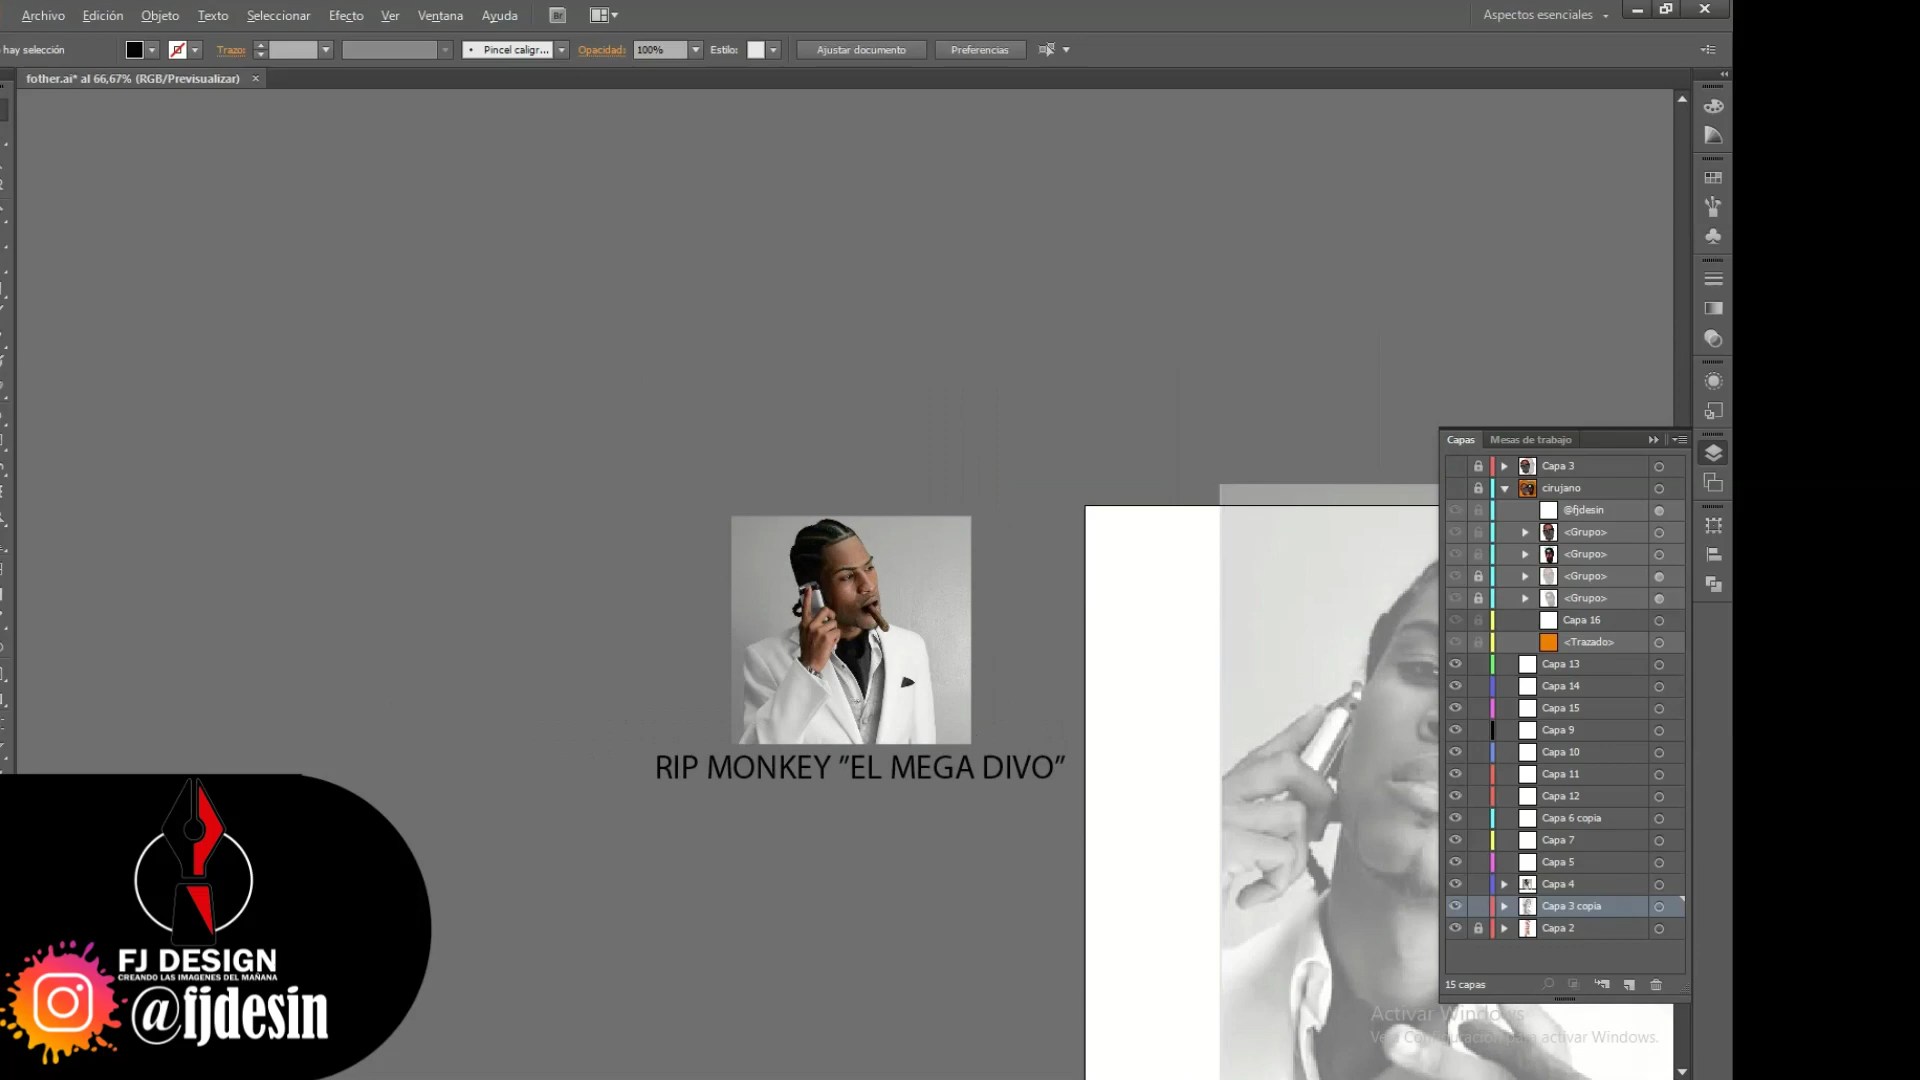 Archivo Edición Objeto Texto Seleccionar Efecto Ver Ventana Ayuda Br Aspectos esenciales
hay selección Trazo: Pincel caligr... Opacidad: 100% Estilo: Ajustar documento Preferencias
fother.ai* al 66,67% (RGB/Previsualizar)
Capas Mesas de trabajo
Capa 3
cirujano
@fjdesin
<Grupo>
<Grupo>
<Grupo>
<Grupo>
Capa 16
<Trazado>
Capa 13
Capa 14
Capa 15
Capa 9
Capa 10
Capa 11
Capa 12
Capa 6 copia
Capa 7
Capa 5
Capa 4
Capa 3 copia
Capa 2
15 capas
RIP MONKEY "EL MEGA DIVO"
FJ DESIGN
CREANDO LAS IMAGENES DEL MAÑANA
@fjdesin
Activar Windows
Ve a Configuración para activar Windows.